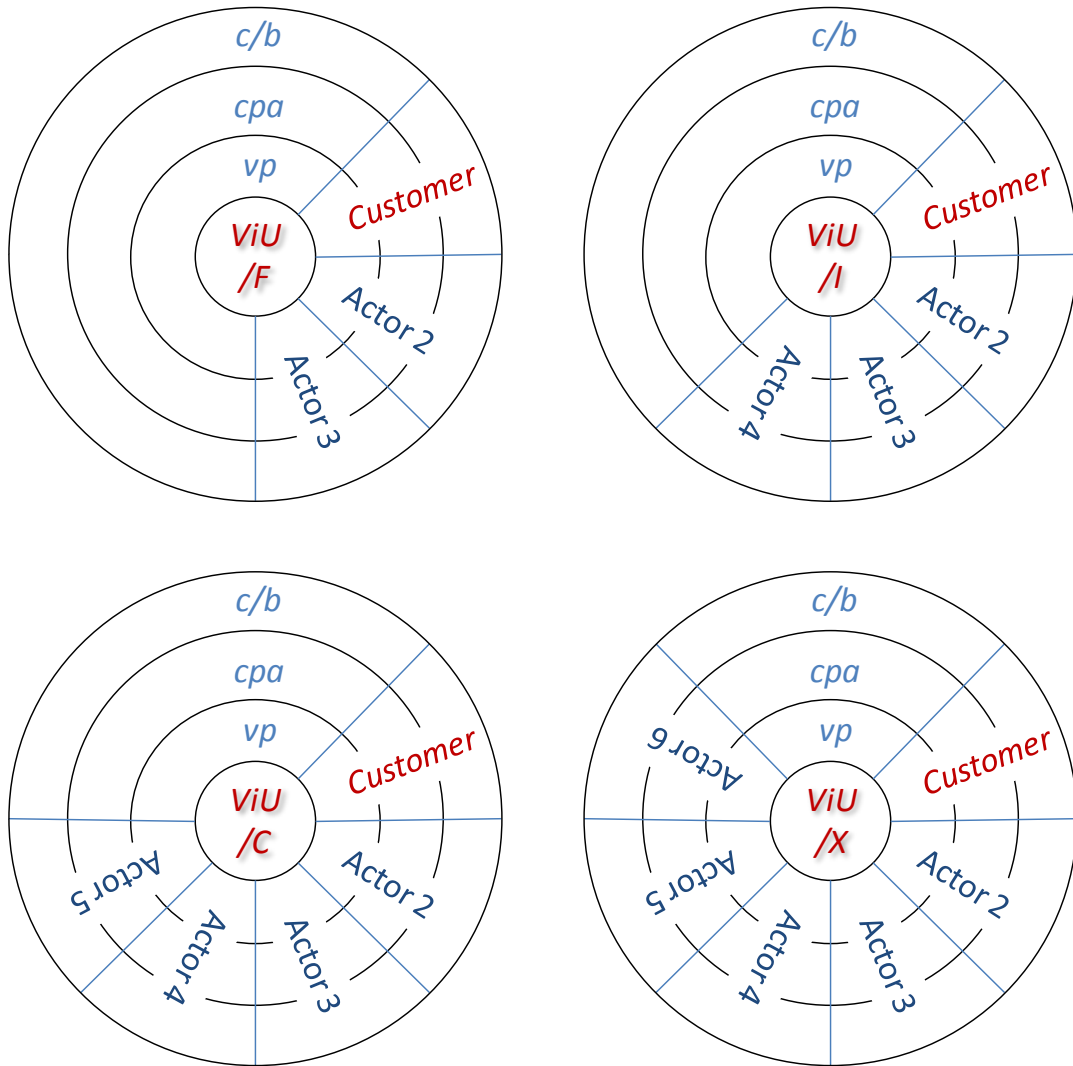 c/b
cpa
vp
ViU
/F
Customer
Actor 2
Actor 3
c/b
cpa
vp
ViU
/I
Customer
Actor 2
Actor 3
Actor 4
c/b
cpa
vp
ViU
/C
Customer
Actor 2
Actor 3
Actor 4
Actor 5
c/b
cpa
vp
ViU
/X
Customer
Actor 2
Actor 3
Actor 4
Actor 5
Actor 6